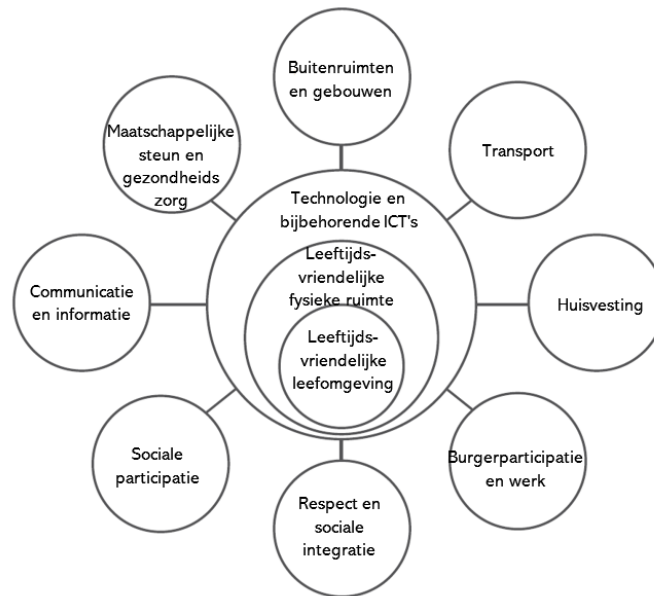 Buitenruimten
en gebouwen
Maatschappelijke
steun en
gezondheids
zorg
Transport
Technologie en
bijbehorende ICT's
Leeftijds-
vriendelijke
fysieke ruimte
Communicatie
en informatie
Huisvesting
Leeftijds-
vriendelijke
leefomgeving
Sociale
participatie
Burgerparticipatie
en werk
Respect en
sociale
integratie